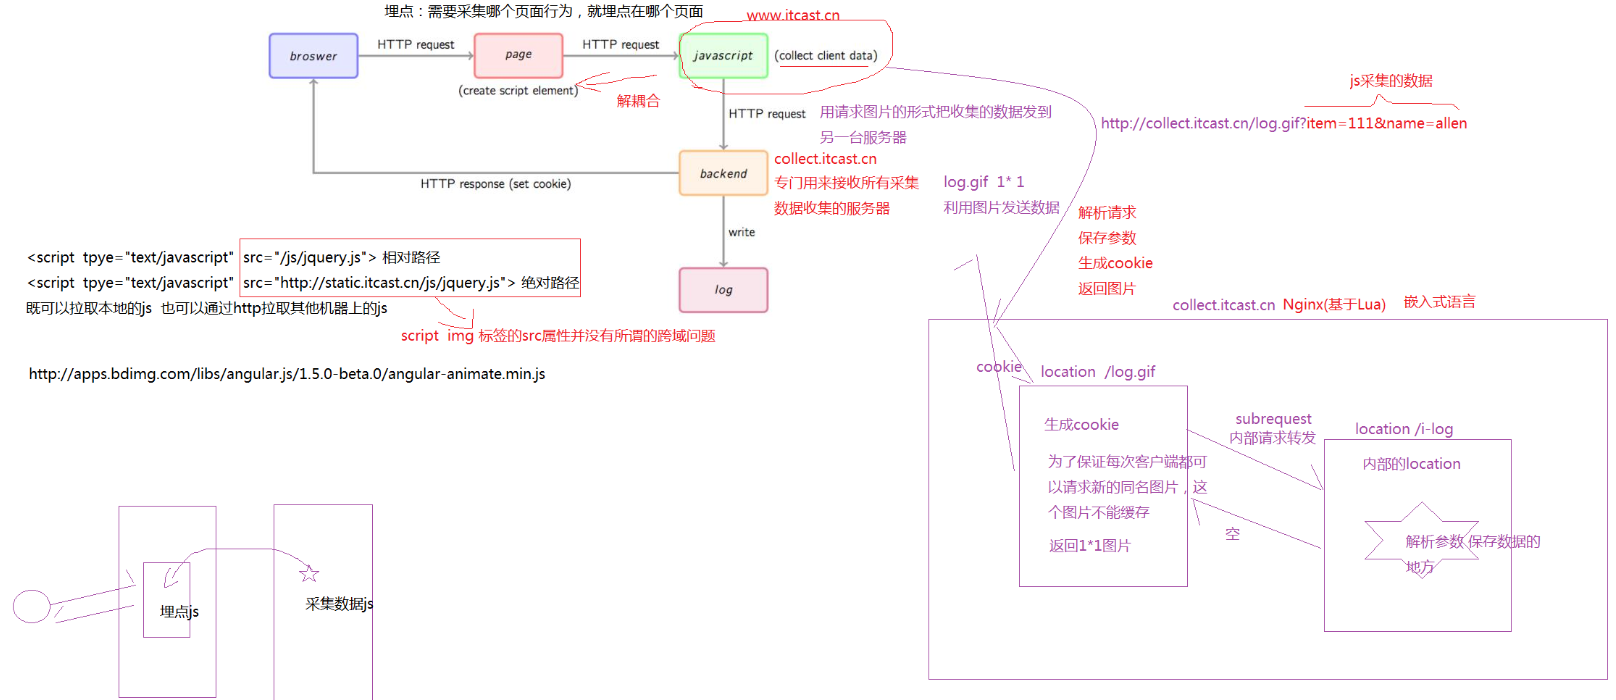 埋点：需要采集哪个页面行为，就埋点在哪个页面
www.itcast.cn
broswer
HTTP request
page
HTTP request
javascript
(collect client data)
(create script element)
解耦合
HTTP request
用请求图片的形式把收集的数据发到
另一台服务器
js采集的数据
http://collect.itcast.cn/log.gif?item=111&name=allen
backend
collect.itcast.cn
专门用来接收所有采集
数据收集的服务器
HTTP response (set cookie)
log.gif 1* 1
利用图片发送数据
解析请求
保存参数
生成cookie
返回图片
write
log
<script tpye="text/javascript" src="/js/jquery.js"> 相对路径
<script tpye="text/javascript" src="http://static.itcast.cn/js/jquery.js"> 绝对路径
既可以拉取本地的js 也可以通过http拉取其他机器上的js
script img 标签的src属性并没有所谓的跨域问题
http://apps.bdimg.com/libs/angular.js/1.5.0-beta.0/angular-animate.min.js
collect.itcast.cn Nginx(基于Lua) 嵌入式语言
cookie
location /log.gif
生成cookie
为了保证每次客户端都可
以请求新的同名图片，这
个图片不能缓存
返回1*1图片
subrequest
内部请求转发
空
location /i-log
内部的location
解析参数 保存数据的
地方
埋点js
采集数据js